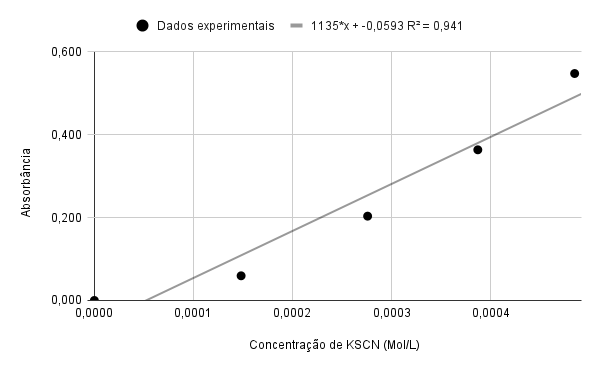 Dados experimentais 1135*x + -0,0593 R² = 0,941
0,600
0,400
0,200
0,000
Absorbância
0,0000 0,0001 0,0002 0,0003 0,0004
Concentração de KSCN (Mol/L)